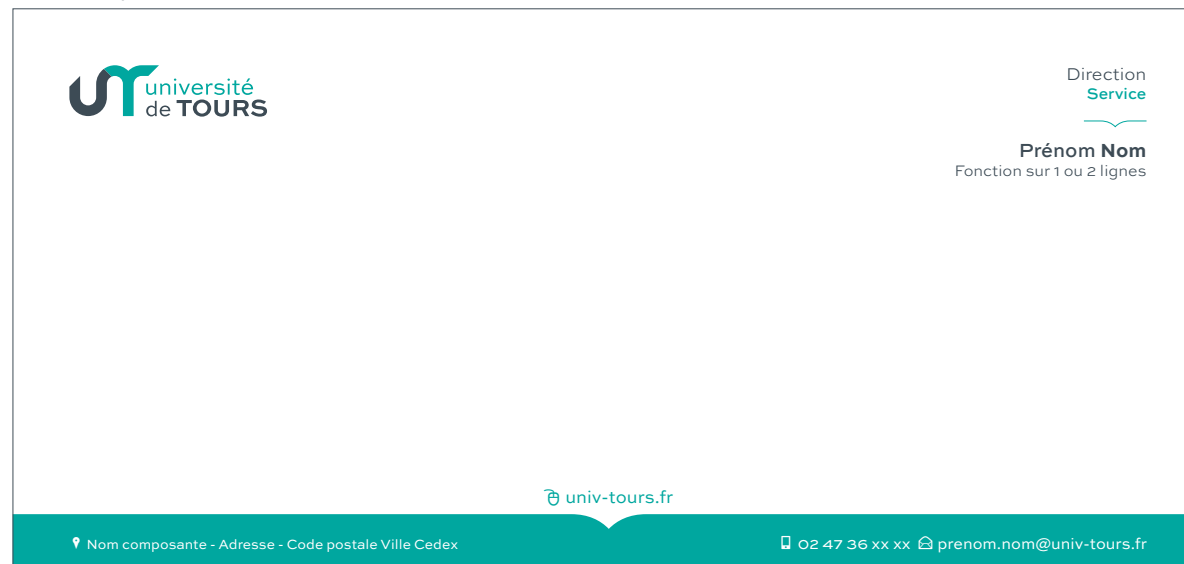 université
de TOURS
Direction
Service
Prénom Nom
Fonction sur 1 ou 2 lignes
univ-tours.fr
Nom composante - Adresse - Code postale Ville Cedex
02 47 36 xx xx prenom.nom@univ-tours.fr